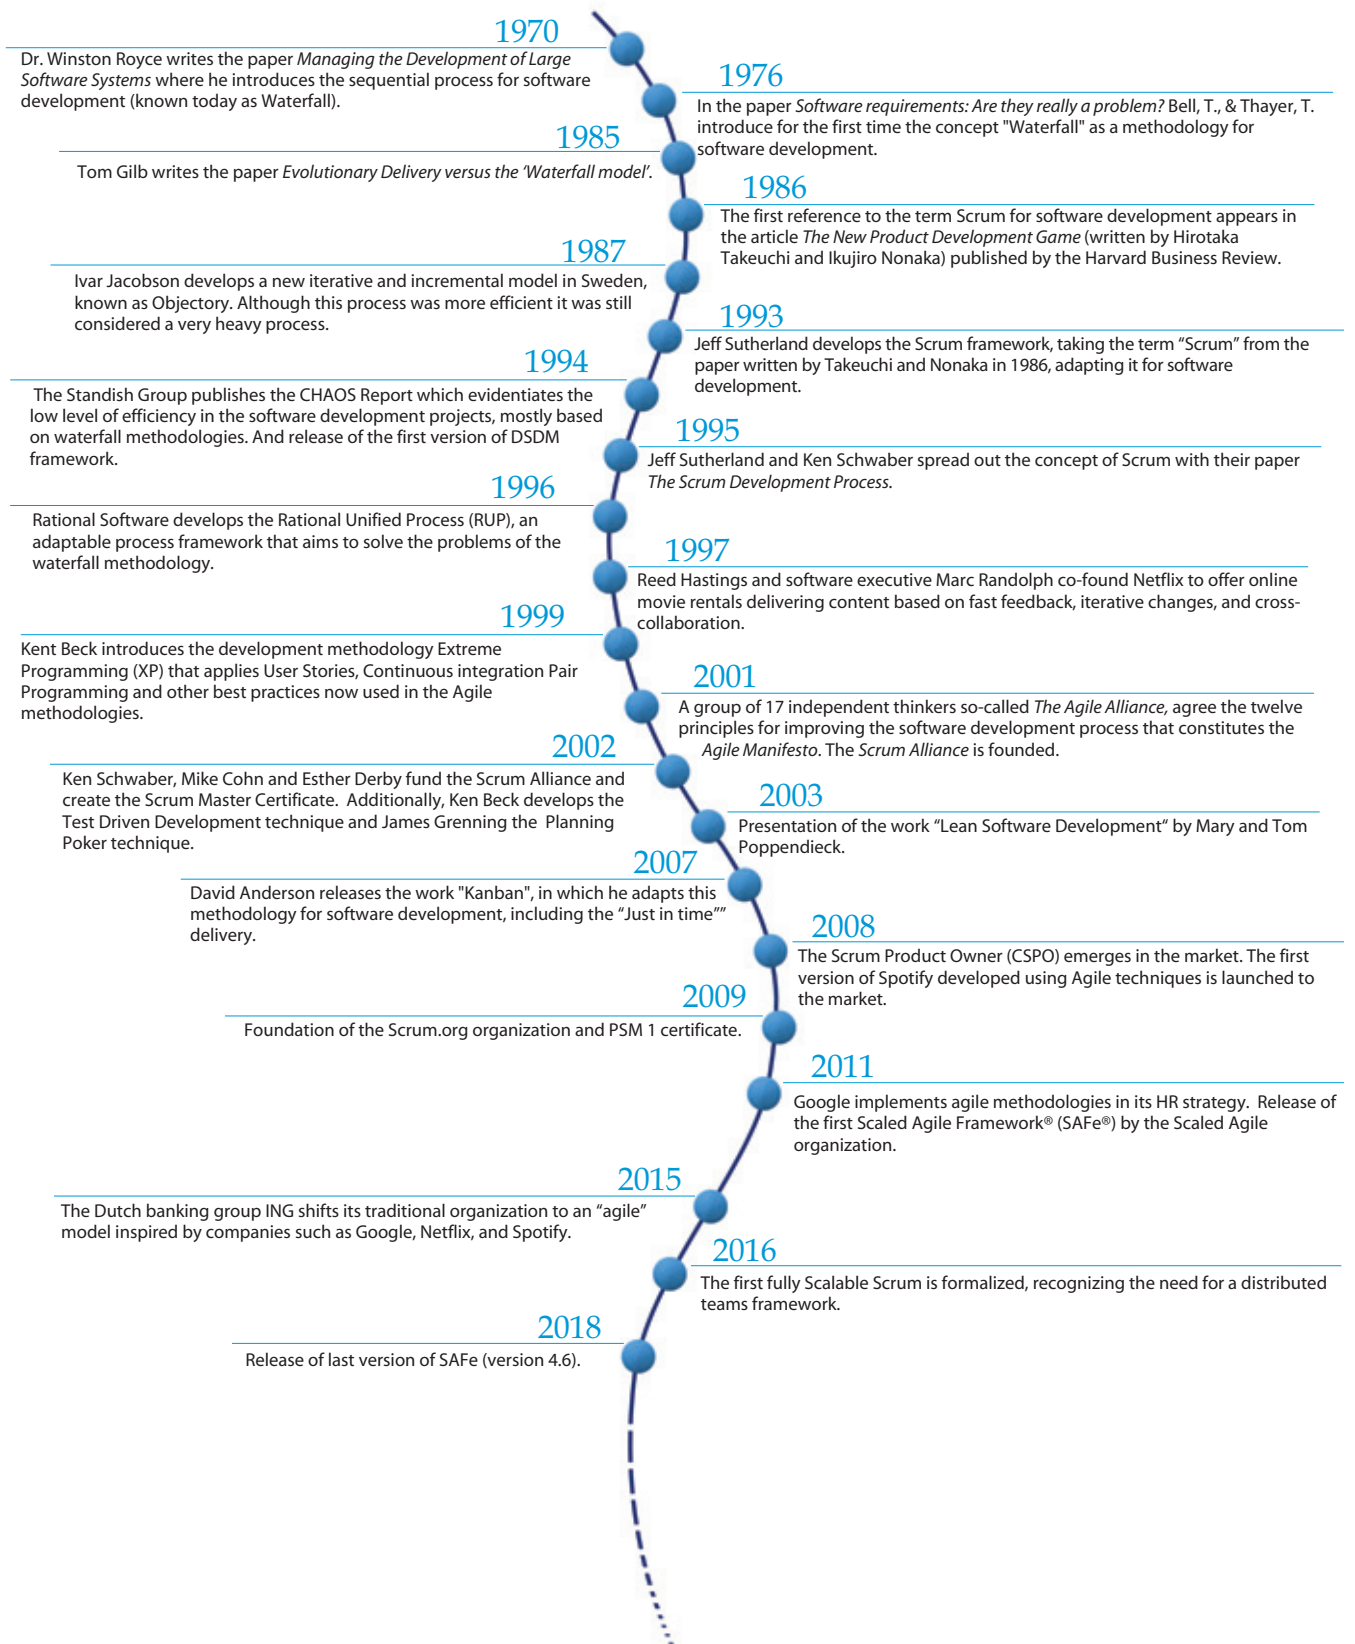 1970
Dr. Winston Royce writes the paper Managing the Development of Large
Software Systems where he introduces the sequential process for software
development (known today as Waterfall).
1976
In the paper Software requirements: Are they really a problem? Bell, T., & Thayer, T.
introduce for the first time the concept "Waterfall" as a methodology for
software development.
1985
Tom Gilb writes the paper Evolutionary Delivery versus the ‘Waterfall model’.
1986
The first reference to the term Scrum for software development appears in
the article The New Product Development Game (written by Hirotaka
Takeuchi and Ikujiro Nonaka) published by the Harvard Business Review.
1987
Ivar Jacobson develops a new iterative and incremental model in Sweden,
known as Objectory. Although this process was more efficient it was still
considered a very heavy process.
1993
Jeff Sutherland develops the Scrum framework, taking the term “Scrum” from the
paper written by Takeuchi and Nonaka in 1986, adapting it for software
development.
1994
The Standish Group publishes the CHAOS Report which evidentiates the
low level of efficiency in the software development projects, mostly based
on waterfall methodologies. And release of the first version of DSDM
framework.
1995
Jeff Sutherland and Ken Schwaber spread out the concept of Scrum with their paper
The Scrum Development Process.
1996
Rational Software develops the Rational Unified Process (RUP), an
adaptable process framework that aims to solve the problems of the
waterfall methodology.
1997
Reed Hastings and software executive Marc Randolph co-found Netflix to offer online
movie rentals delivering content based on fast feedback, iterative changes, and cross-
collaboration.
1999
Kent Beck introduces the development methodology Extreme
Programming (XP) that applies User Stories, Continuous integration Pair
Programming and other best practices now used in the Agile
methodologies.
2001
A group of 17 independent thinkers so-called The Agile Alliance, agree the twelve
principles for improving the software development process that constitutes the
Agile Manifesto. The Scrum Alliance is founded.
2002
Ken Schwaber, Mike Cohn and Esther Derby fund the Scrum Alliance and
create the Scrum Master Certificate. Additionally, Ken Beck develops the
Test Driven Development technique and James Grenning the Planning
Poker technique.
2003
Presentation of the work “Lean Software Development“ by Mary and Tom
Poppendieck.
2007
David Anderson releases the work "Kanban", in which he adapts this
methodology for software development, including the “Just in time””
delivery.
2008
The Scrum Product Owner (CSPO) emerges in the market. The first
version of Spotify developed using Agile techniques is launched to
the market.
2009
Foundation of the Scrum.org organization and PSM 1 certificate.
2011
Google implements agile methodologies in its HR strategy. Release of
the first Scaled Agile Framework® (SAFe®) by the Scaled Agile
organization.
2015
The Dutch banking group ING shifts its traditional organization to an “agile”
model inspired by companies such as Google, Netflix, and Spotify.
2016
The first fully Scalable Scrum is formalized, recognizing the need for a distributed
teams framework.
2018
Release of last version of SAFe (version 4.6).